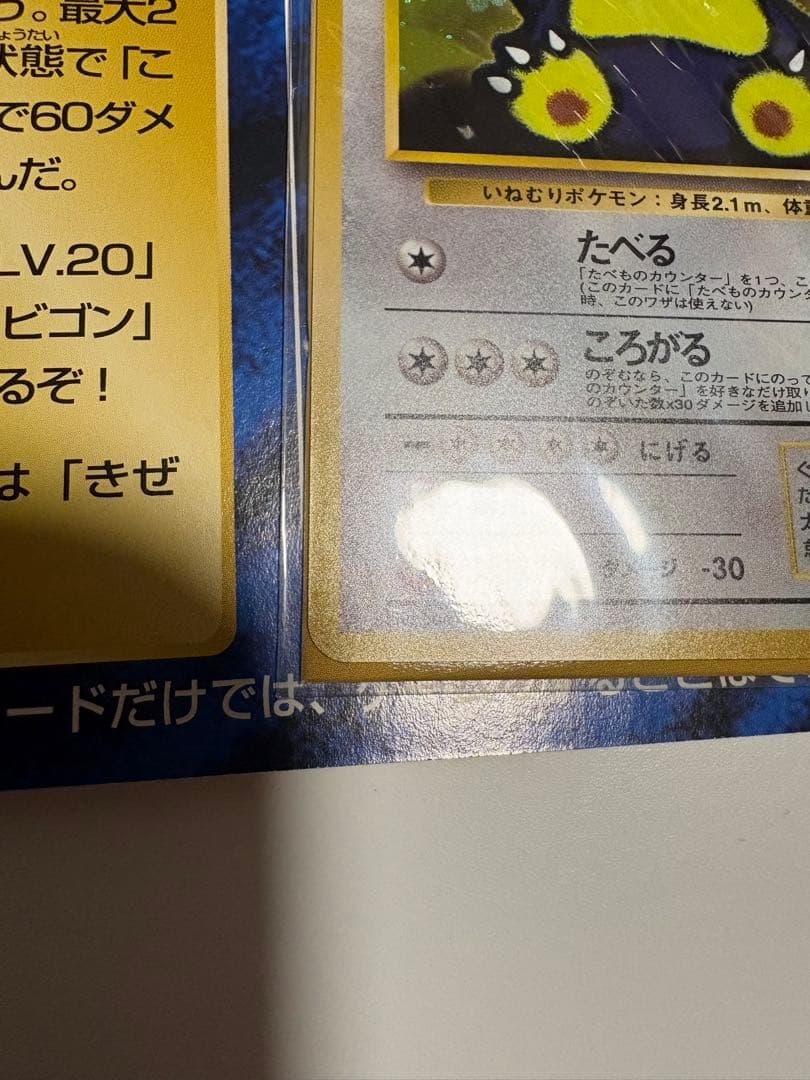 う。最大2
ょうたい
状態で「こ
で60ダメ
んだ。
LV.20」
ビゴン」
るぞ！
は「きぜ
いねむりポケモン：身長2.1m、体重
たべる
「たべものカウンター」を1つ、こ
(このカードに「たべものカウンタ
時、このワザは使えない)
ころがる
のぞむなら、このカードにのって
のカウンター」を好きなだけ取り
のぞいた数x30ダメージを追加し
にげる
-30
ードだけでは、